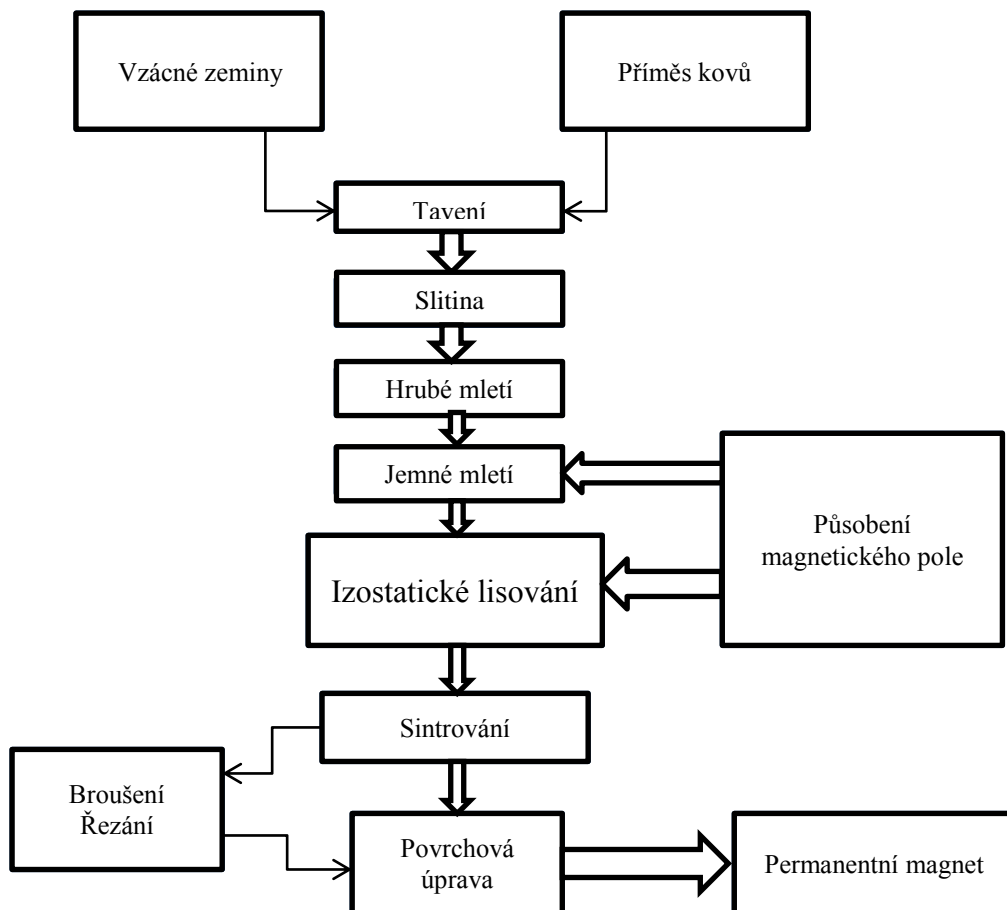 Vzácné zeminy
Příměs kovů
Tavení
Slitina
Hrubé mletí
Jemné mletí
Působení
magnetického pole
Izostatické lisování
Sintrování
Broušení
Řezání
Povrchová
úprava
Permanentní magnet